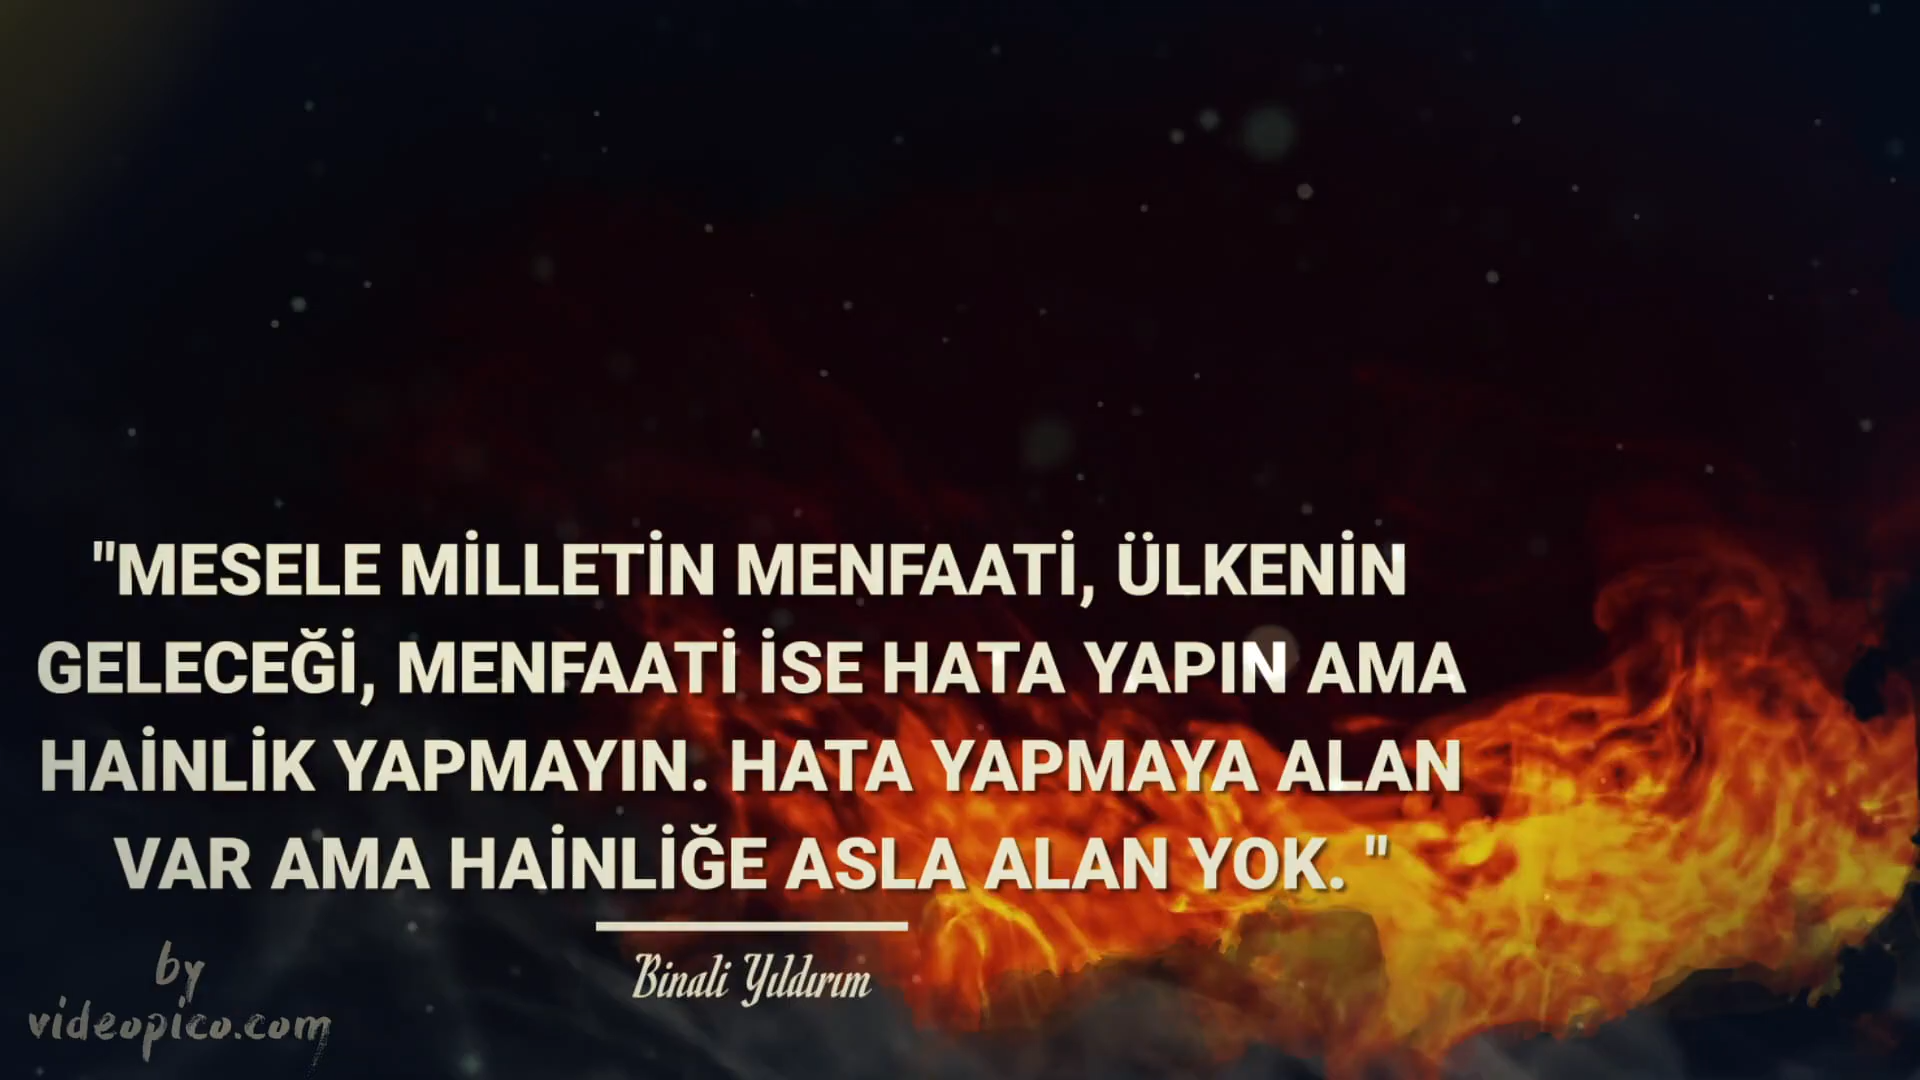 "MESELE MİLLETİN MENFAATİ, ÜLKENİN
GELECEĞİ, MENFAATİ İSE HATA YAPIN AMA
HAİNLİK YAPMAYIN. HATA YAPMAYA ALAN
VAR AMA HAİNLİĞE ASLA ALAN YOK. "
Binali Yıldırım
by
videopico.com